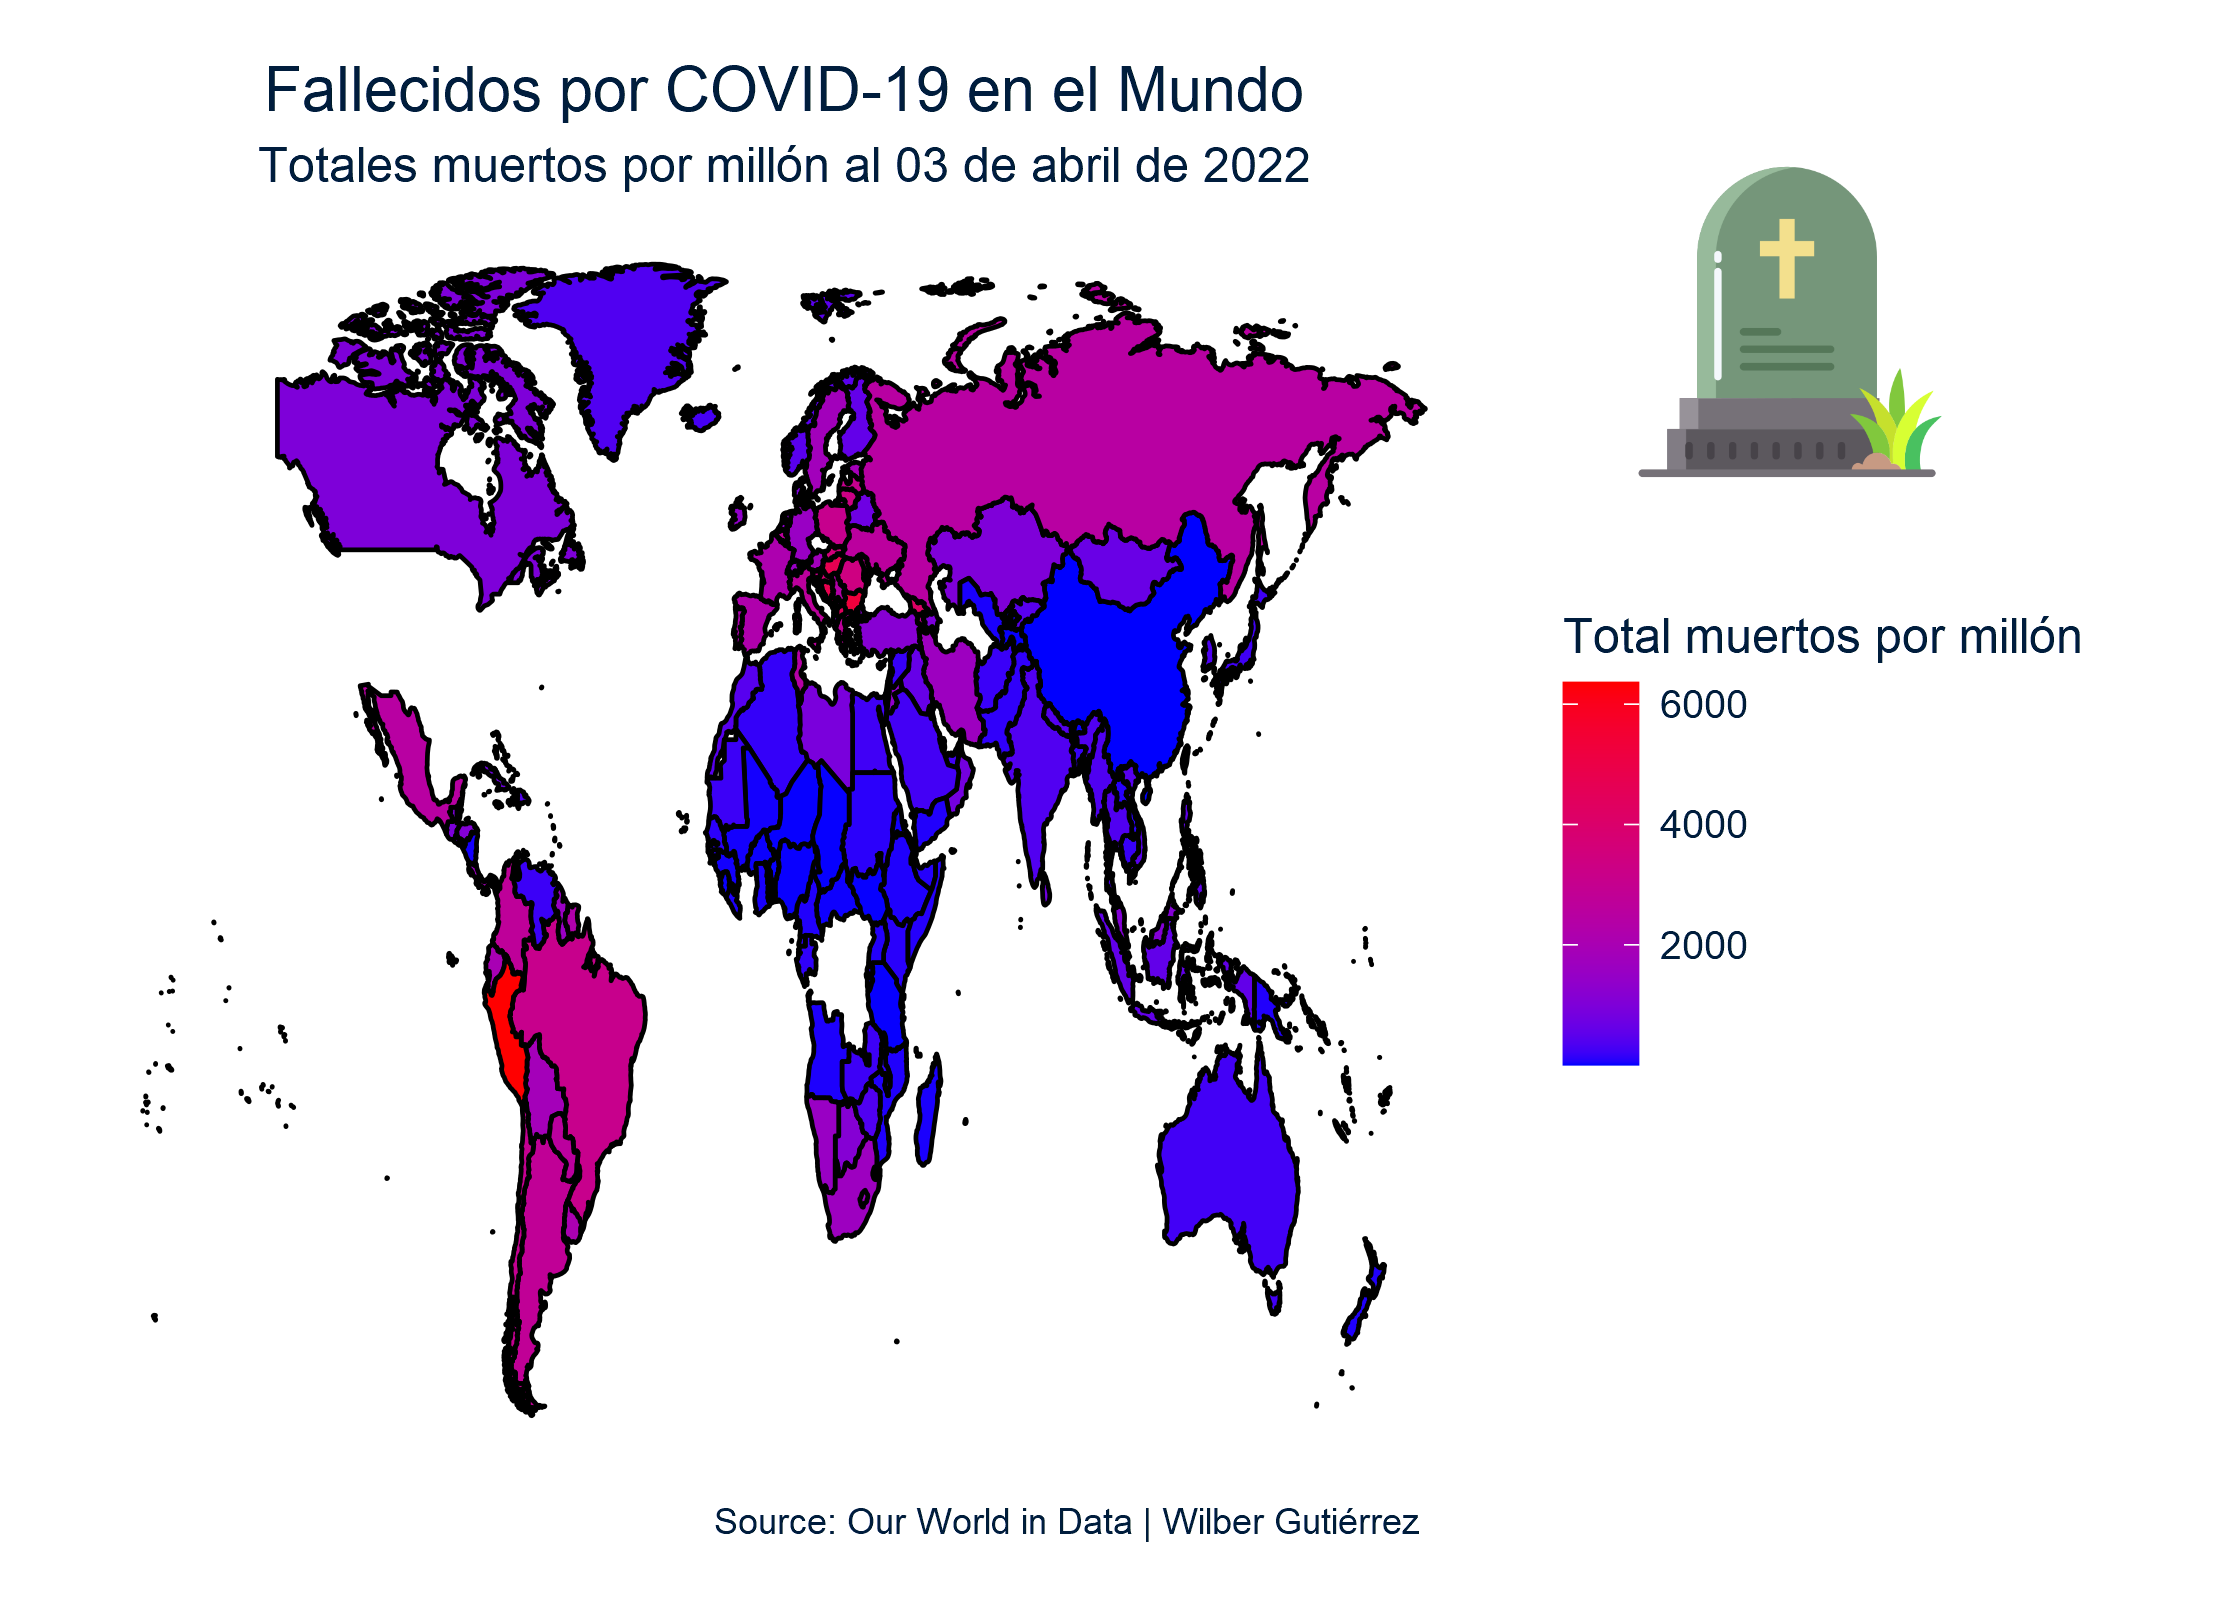 Fallecidos por COVID-19 en el Mundo
Totales muertos por millón al 03 de abril de 2022
Total muertos por millón
6000
4000
2000
Source: Our World in Data | Wilber Gutiérrez